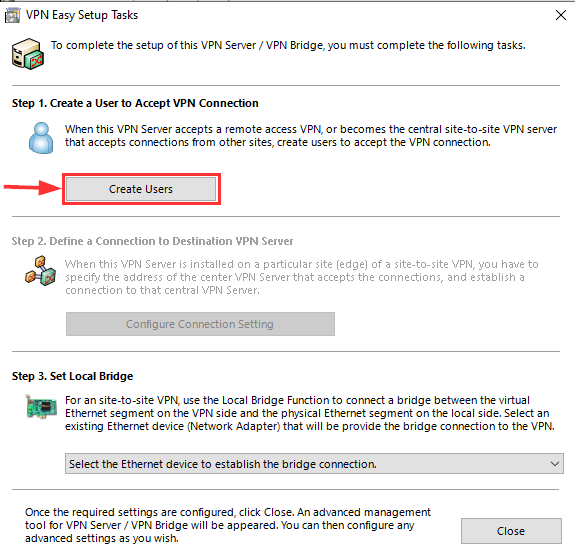 VPN Easy Setup Tasks
To complete the setup of this VPN Server / VPN Bridge, you must complete the following tasks.
Step 1. Create a User to Accept VPN Connection
When this VPN Server accepts a remote access VPN, or becomes the central site-to-site VPN server
that accepts connections from other sites, create users to accept the VPN connection.
Create Users
Step 2. Define a Connection to Destination VPN Server
When this VPN Server is installed on a particular site (edge) of a site-to-site VPN, you have to
specify the address of the center VPN Server that accepts the connections, and establish a
connection to that central VPN Server.
Configure Connection Setting
Step 3. Set Local Bridge
For an site-to-site VPN, use the Local Bridge Function to connect a bridge between the virtual
Ethernet segment on the VPN side and the physical Ethernet segment on the local side. Select an
existing Ethernet device (Network Adapter) that will be provide the bridge connection to the VPN.
Select the Ethernet device to establish the bridge connection.
Once the required settings are configured, click Close. An advanced management
tool for VPN Server / VPN Bridge will be appeared. You can then configure any
advanced settings as you wish.
Close